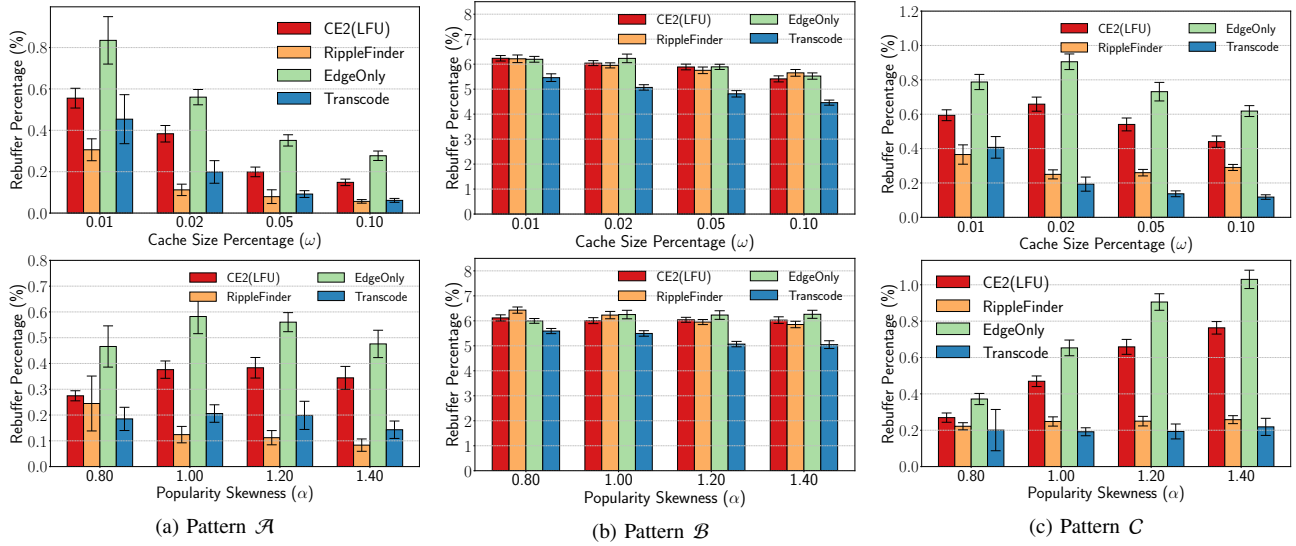 Rebuffer Percentage (%)
0.8
0.6
0.4
0.2
0.0
CE2(LFU)
RippleFinder
EdgeOnly
Transcode
0.01 0.02 0.05 0.10
Cache Size Percentage (ω)
Rebuffer Percentage (%)
8
7
6
5
4
3
2
1
0
CE2(LFU) EdgeOnly
RippleFinder Transcode
0.01 0.02 0.05 0.10
Cache Size Percentage (ω)
Rebuffer Percentage (%)
1.2
1.0
0.8
0.6
0.4
0.2
0.0
CE2(LFU) EdgeOnly
RippleFinder Transcode
0.01 0.02 0.05 0.10
Cache Size Percentage (ω)
Rebuffer Percentage (%)
0.8
0.7
0.6
0.5
0.4
0.3
0.2
0.1
0.0
CE2(LFU) EdgeOnly
RippleFinder Transcode
0.80 1.00 1.20 1.40
Popularity Skewness (α)
Rebuffer Percentage (%)
8
7
6
5
4
3
2
1
0
CE2(LFU) EdgeOnly
RippleFinder Transcode
0.80 1.00 1.20 1.40
Popularity Skewness (α)
Rebuffer Percentage (%)
1.0
0.8
0.6
0.4
0.2
0.0
CE2(LFU)
RippleFinder
EdgeOnly
Transcode
0.80 1.00 1.20 1.40
Popularity Skewness (α)
(a) Pattern 𝒜
(b) Pattern ℬ
(c) Pattern 𝒞